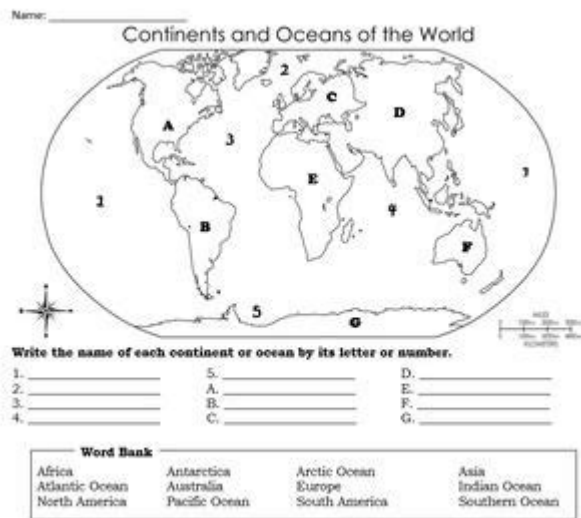 Name:
Continents and Oceans of the World
2
C
A
D
3
E
1
1
4
B
F
5
G
Write the name of each continent or ocean by its letter or number.
1. 5. D.
2. A. E.
3. B. F.
4. C. G.
Word Bank
Africa Antarctica Arctic Ocean Asia
Atlantic Ocean Australia Europe Indian Ocean
North America Pacific Ocean South America Southern Ocean